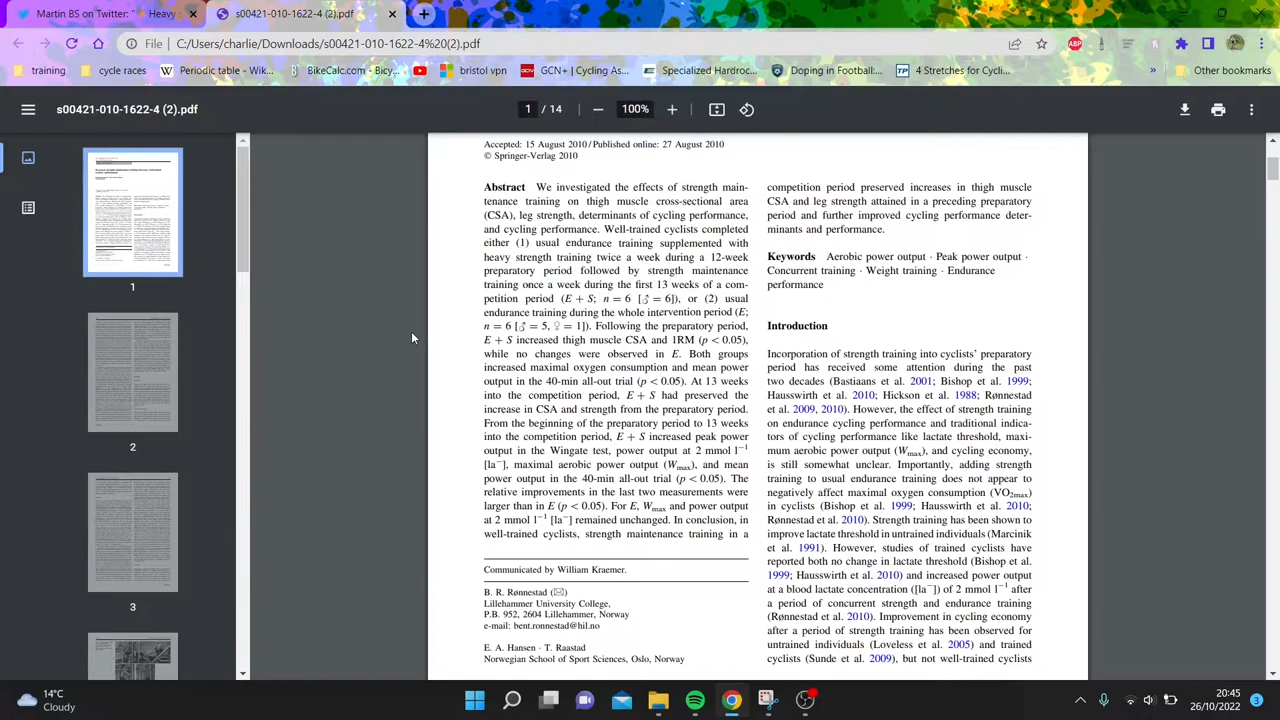 Martin BS on Twitter: "Heavy
s00421-010-1622-4 (2).pdf
File
C:/Users/charlie/Downloads/s00421-010-1622-4%20(2).pdf
ABP
training
cycle races
Periodic table - Wik...
BikeCalc.com - Bicy...
bristol vpn
GCN+ | Cycling As...
Specialized Hardroc...
Doping in Football:...
4 Stretches for Cycli...
Other bookmarks
s00421-010-1622-4 (2).pdf
1 / 14
100%
1
2
3
Accepted: 15 August 2010 / Published online: 27 August 2010
© Springer-Verlag 2010
Abstract We investigated the effects of strength main-
tenance training on thigh muscle cross-sectional area
(CSA), leg strength, determinants of cycling performance,
and cycling performance. Well-trained cyclists completed
either (1) usual endurance training supplemented with
heavy strength training twice a week during a 12-week
preparatory period followed by strength maintenance
training once a week during the first 13 weeks of a com-
petition period (E + S; n = 6 [♂ = 6]), or (2) usual
endurance training during the whole intervention period (E;
n = 6 [♂ = 5, ♀ = 1]). Following the preparatory period,
E + S increased thigh muscle CSA and 1RM (p < 0.05),
while no changes were observed in E. Both groups
increased maximal oxygen consumption and mean power
output in the 40-min all-out trial (p < 0.05). At 13 weeks
into the competition period, E + S had preserved the
increase in CSA and strength from the preparatory period.
From the beginning of the preparatory period to 13 weeks
into the competition period, E + S increased peak power
output in the Wingate test, power output at 2 mmol l⁻¹
[la⁻], maximal aerobic power output (Wmax), and mean
power output in the 40-min all-out trial (p < 0.05). The
relative improvements in the last two measurements were
larger than in E (p < 0.05). For E, Wmax and power output
at 2 mmol l⁻¹ [la⁻] remained unchanged. In conclusion, in
well-trained cyclists, strength maintenance training in a
Communicated by William Kraemer.
B. R. Rønnestad (✉)
Lillehammer University College,
P.B. 952, 2604 Lillehammer, Norway
e-mail: bent.ronnestad@hil.no
E. A. Hansen · T. Raastad
Norwegian School of Sport Sciences, Oslo, Norway
competition period preserved increases in thigh muscle
CSA and leg strength attained in a preceding preparatory
period and further improved cycling performance deter-
minants and performance.
Keywords Aerobic power output · Peak power output ·
Concurrent training · Weight training · Endurance
performance
Introduction
Incorporation of strength training into cyclists' preparatory
period has received some attention during the past
two decades (Bastiaans et al. 2001; Bishop et al. 1999;
Hausswirth et al. 2010; Hickson et al. 1988; Rønnestad
et al. 2009, 2010). However, the effect of strength training
on endurance cycling performance and traditional indica-
tors of cycling performance like lactate threshold, maxi-
mum aerobic power output (Wmax), and cycling economy,
is still somewhat unclear. Importantly, adding strength
training to usual endurance training does not appear to
negatively affect maximal oxygen consumption (VO2max)
in cyclists (Bishop et al. 1999; Hausswirth et al. 2010;
Rønnestad et al. 2010). Strength training has been shown to
improve lactate threshold in untrained individuals (Marcinik
et al. 1991). However, studies of trained cyclists have
reported both no change in lactate threshold (Bishop et al.
1999; Hausswirth et al. 2010) and increased power output
at a blood lactate concentration ([la⁻]) of 2 mmol l⁻¹ after
a period of concurrent strength and endurance training
(Rønnestad et al. 2010). Improvement in cycling economy
after a period of strength training has been observed for
untrained individuals (Loveless et al. 2005) and trained
cyclists (Sunde et al. 2009), but not well-trained cyclists
14°C
Cloudy
20:45
26/10/2022
3